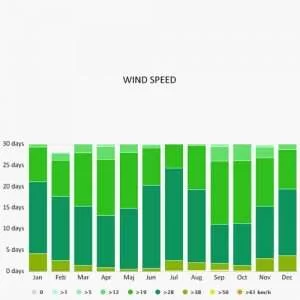 WIND SPEED
30 days
25 days
20 days
15 days
10 days
5 days
0 days
Jan Feb Mar Apr May Jun Jul Aug Sep Oct Nov Dec
0 >1 >5 >12 >19 >28 >38 >50 >61 km/h